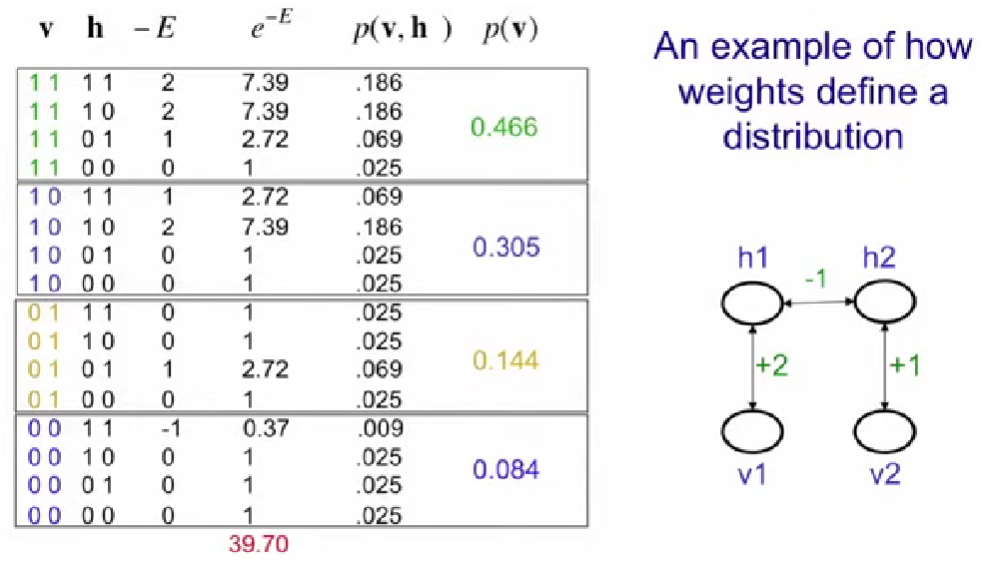 v h – E e^{-E} p(v, h ) p(v)
1 1 1 1 2 7.39 .186
1 1 1 0 2 7.39 .186
1 1 0 1 1 2.72 .069
1 1 0 0 0 1 .025
0.466
1 0 1 1 1 2.72 .069
1 0 1 0 2 7.39 .186
1 0 0 1 0 1 .025
1 0 0 0 0 1 .025
0.305
0 1 1 1 0 1 .025
0 1 1 0 0 1 .025
0 1 0 1 1 2.72 .069
0 1 0 0 0 1 .025
0.144
0 0 1 1 -1 0.37 .009
0 0 1 0 0 1 .025
0 0 0 1 0 1 .025
0 0 0 0 0 1 .025
0.084
39.70
An example of how
weights define a
distribution
h1 h2
-1
+2 +1
v1 v2